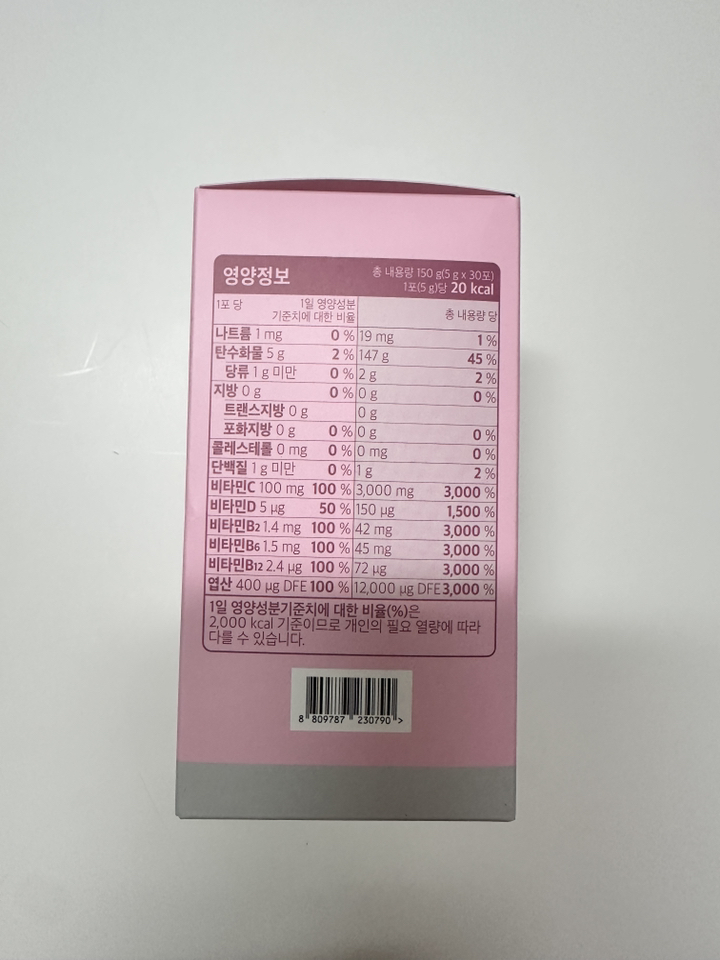 영양정보
총 내용량 150 g(5 g x 30포)
1포(5 g)당 20 kcal
1포 당 1일 영양성분 기준치에 대한 비율 총 내용량 당
나트륨 1 mg 0 % 19 mg 1 %
탄수화물 5 g 2 % 147 g 45 %
당류 1 g 미만 0 % 2 g 2 %
지방 0 g 0 % 0 g 0 %
트랜스지방 0 g 0 g
포화지방 0 g 0 % 0 g 0 %
콜레스테롤 0 mg 0 % 0 mg 0 %
단백질 1 g 미만 0 % 1 g 2 %
비타민C 100 mg 100 % 3,000 mg 3,000 %
비타민D 5 µg 50 % 150 µg 1,500 %
비타민B2 1.4 mg 100 % 42 mg 3,000 %
비타민B6 1.5 mg 100 % 45 mg 3,000 %
비타민B12 2.4 µg 100 % 72 µg 3,000 %
엽산 400 µg DFE 100 % 12,000 µg DFE 3,000 %
1일 영양성분기준치에 대한 비율(%)은
2,000 kcal 기준이므로 개인의 필요 열량에 따라
다를 수 있습니다.
8 809787 230790 >